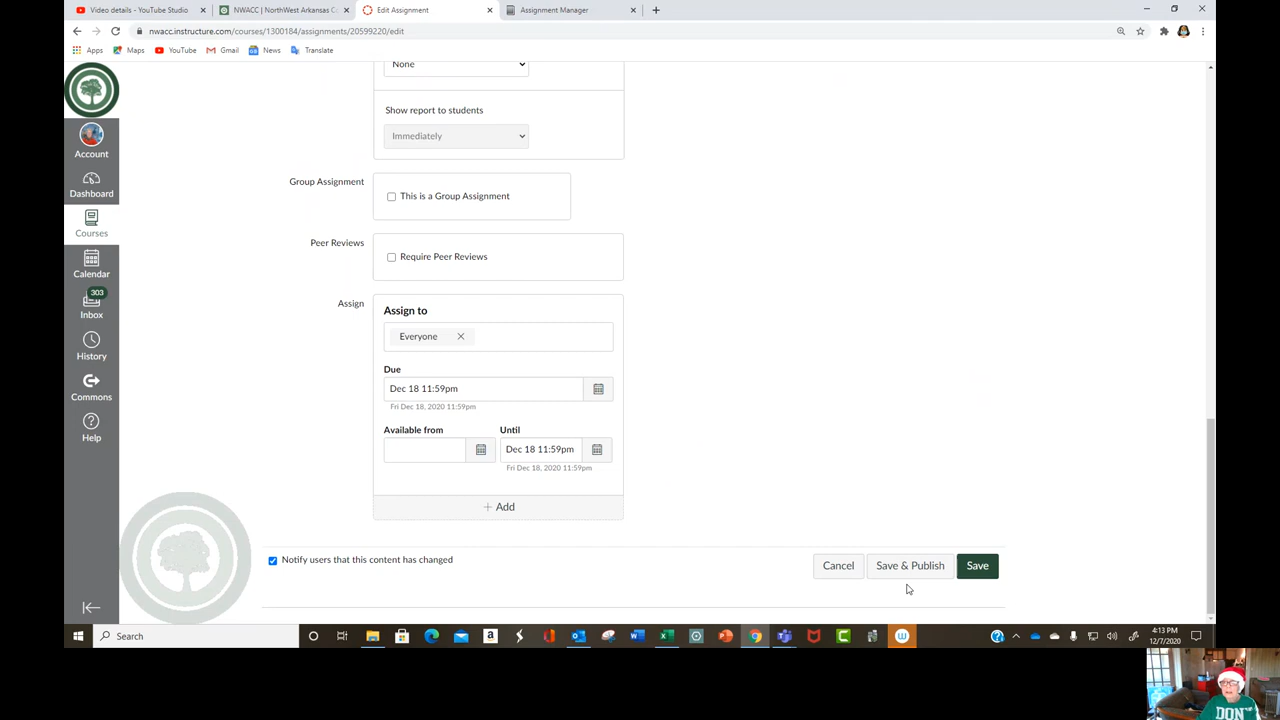 Video details - YouTube Studio
NWACC | NorthWest Arkansas C
Edit Assignment
Assignment Manager
nwacc.instructure.com/courses/1300184/assignments/20599220/edit
Apps
Maps
YouTube
Gmail
News
Translate
None
Show report to students
Immediately
Group Assignment
This is a Group Assignment
Peer Reviews
Require Peer Reviews
Assign
Assign to
Everyone
Due
Dec 18 11:59pm
Fri Dec 18, 2020 11:59pm
Available from
Until
Dec 18 11:59pm
Fri Dec 18, 2020 11:59pm
+ Add
Notify users that this content has changed
Cancel
Save & Publish
Save
Account
Dashboard
Courses
Calendar
303
Inbox
History
Commons
Help
Search
4:13 PM
12/7/2020
DON'